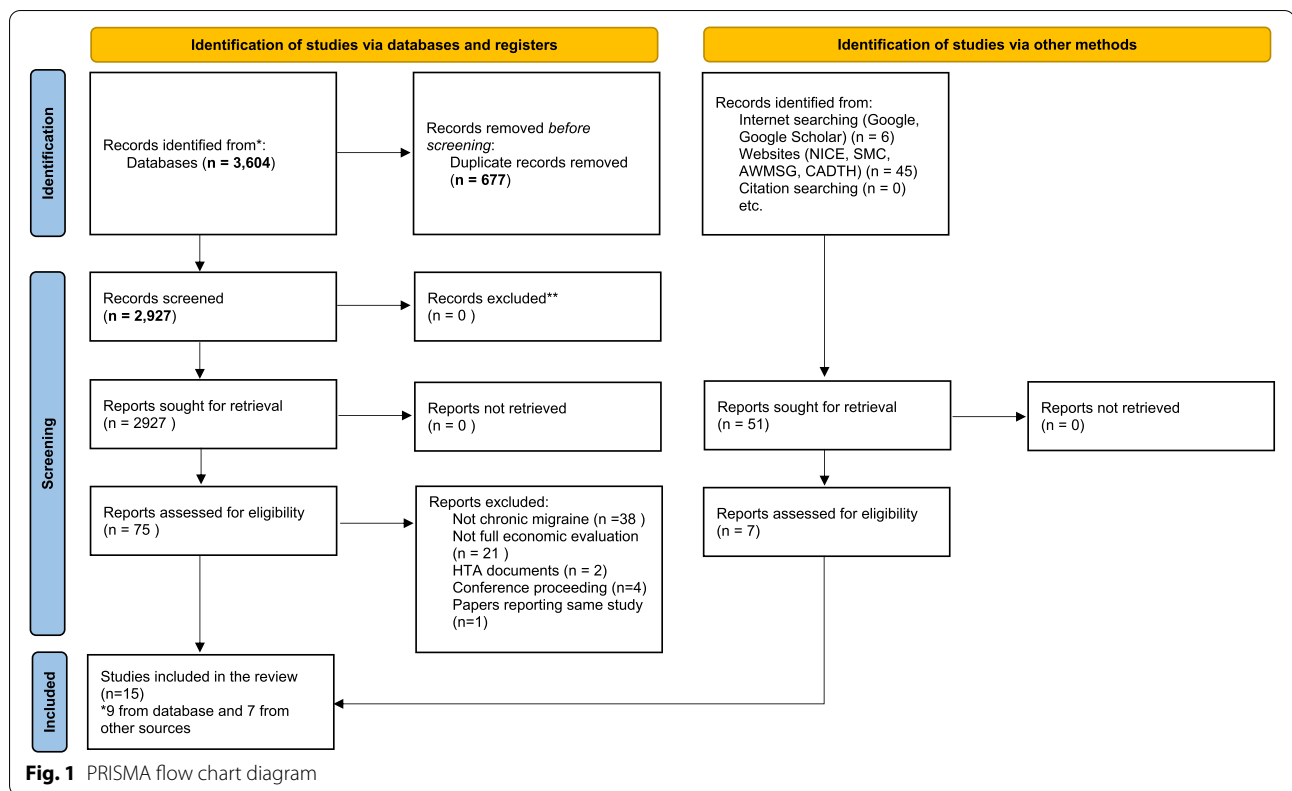 Identification of studies via databases and registers
Identification of studies via other methods
Identification
Records identified from*:
Databases (n = 3,604)
Records removed before
screening:
Duplicate records removed
(n = 677)
Records identified from:
Internet searching (Google,
Google Scholar) (n = 6)
Websites (NICE, SMC,
AWMSG, CADTH) (n = 45)
Citation searching (n = 0)
etc.
Screening
Records screened
(n = 2,927)
Records excluded**
(n = 0 )
Reports sought for retrieval
(n = 2927 )
Reports not retrieved
(n = 0 )
Reports sought for retrieval
(n = 51)
Reports not retrieved
(n = 0)
Reports assessed for eligibility
(n = 75 )
Reports excluded:
Not chronic migraine (n =38 )
Not full economic evaluation
(n = 21 )
HTA documents (n = 2)
Conference proceeding (n=4)
Papers reporting same study
(n=1)
Reports assessed for eligibility
(n = 7)
Included
Studies included in the review
(n=15)
*9 from database and 7 from
other sources
Fig. 1 PRISMA flow chart diagram